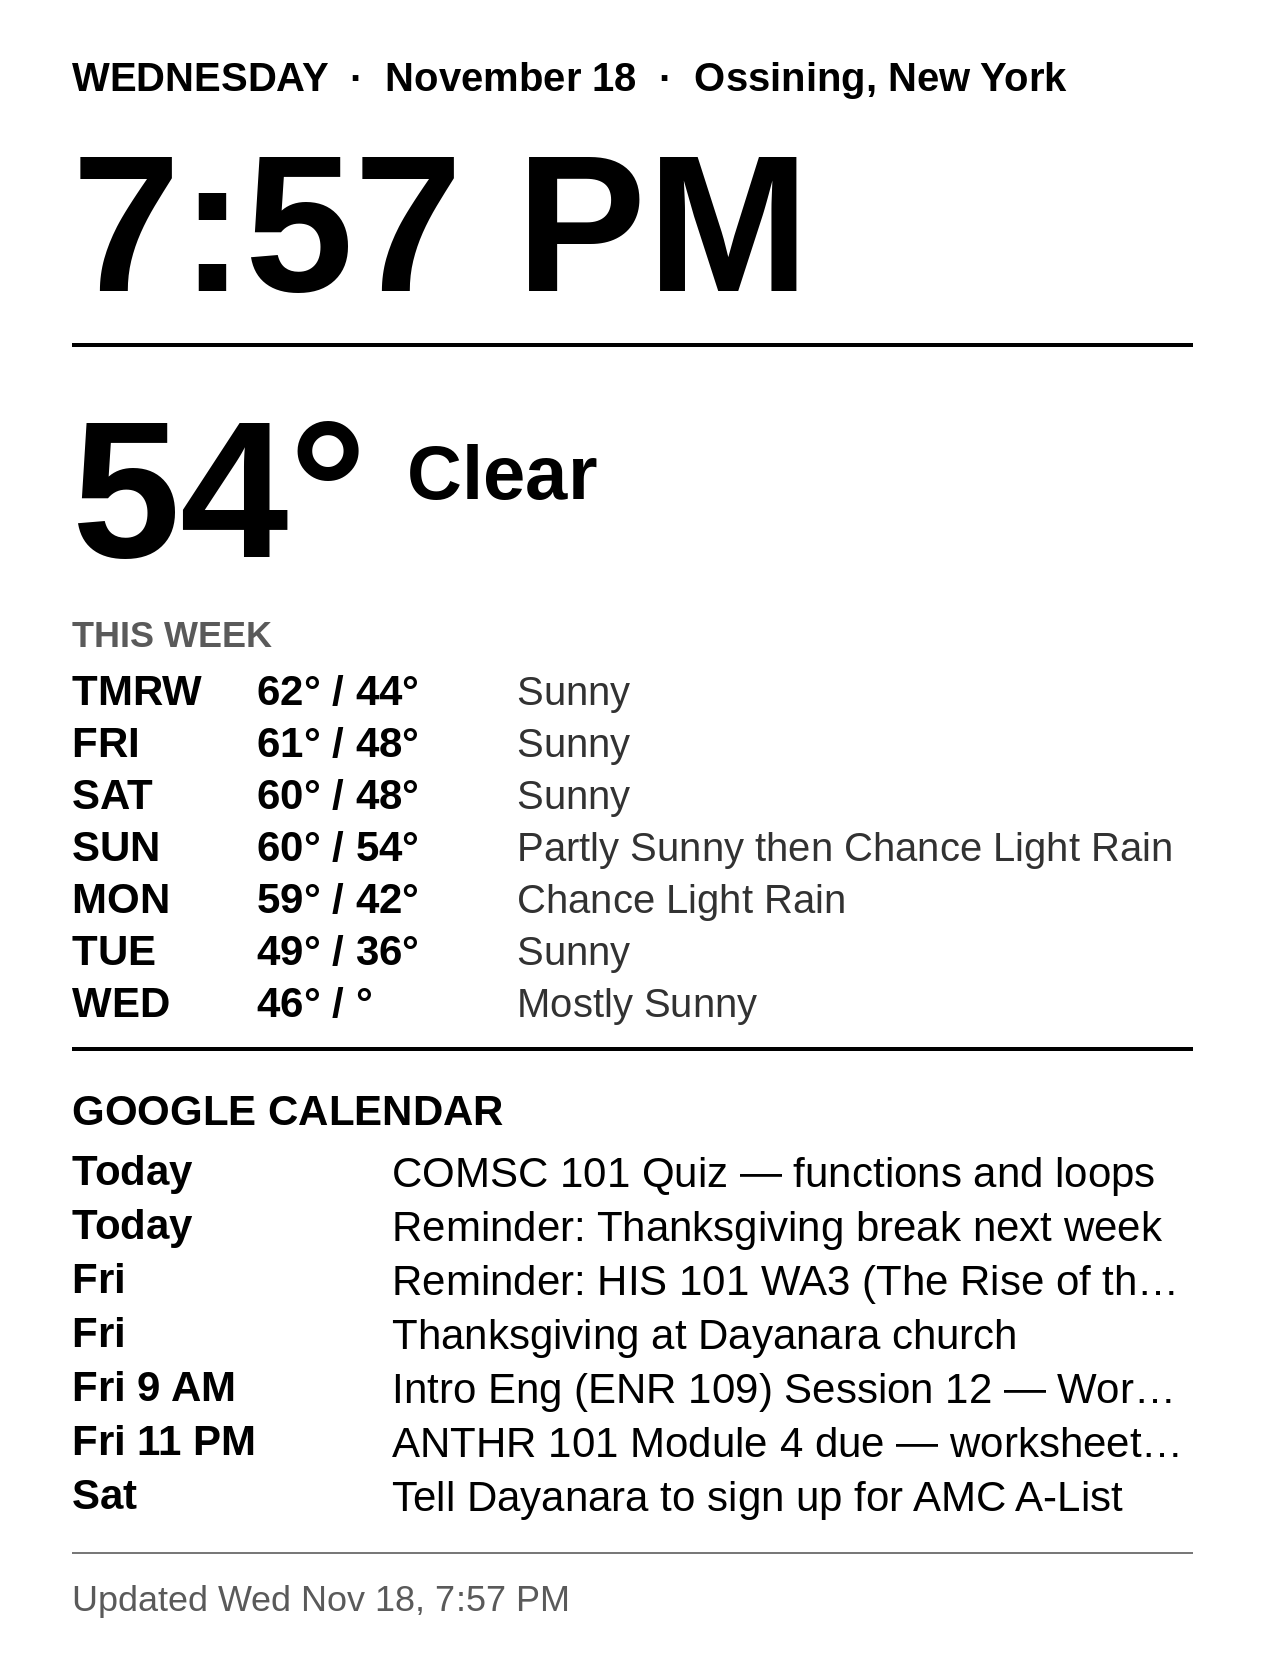 WEDNESDAY · November 18 · Ossining, New York
7:57 PM
54° Clear
THIS WEEK
TMRW 62° / 44° Sunny
FRI 61° / 48° Sunny
SAT 60° / 48° Sunny
SUN 60° / 54° Partly Sunny then Chance Light Rain
MON 59° / 42° Chance Light Rain
TUE 49° / 36° Sunny
WED 46° / ° Mostly Sunny
GOOGLE CALENDAR
Today COMSC 101 Quiz — functions and loops
Today Reminder: Thanksgiving break next week
Fri Reminder: HIS 101 WA3 (The Rise of th…
Fri Thanksgiving at Dayanara church
Fri 9 AM Intro Eng (ENR 109) Session 12 — Wor…
Fri 11 PM ANTHR 101 Module 4 due — worksheet…
Sat Tell Dayanara to sign up for AMC A-List
Updated Wed Nov 18, 7:57 PM